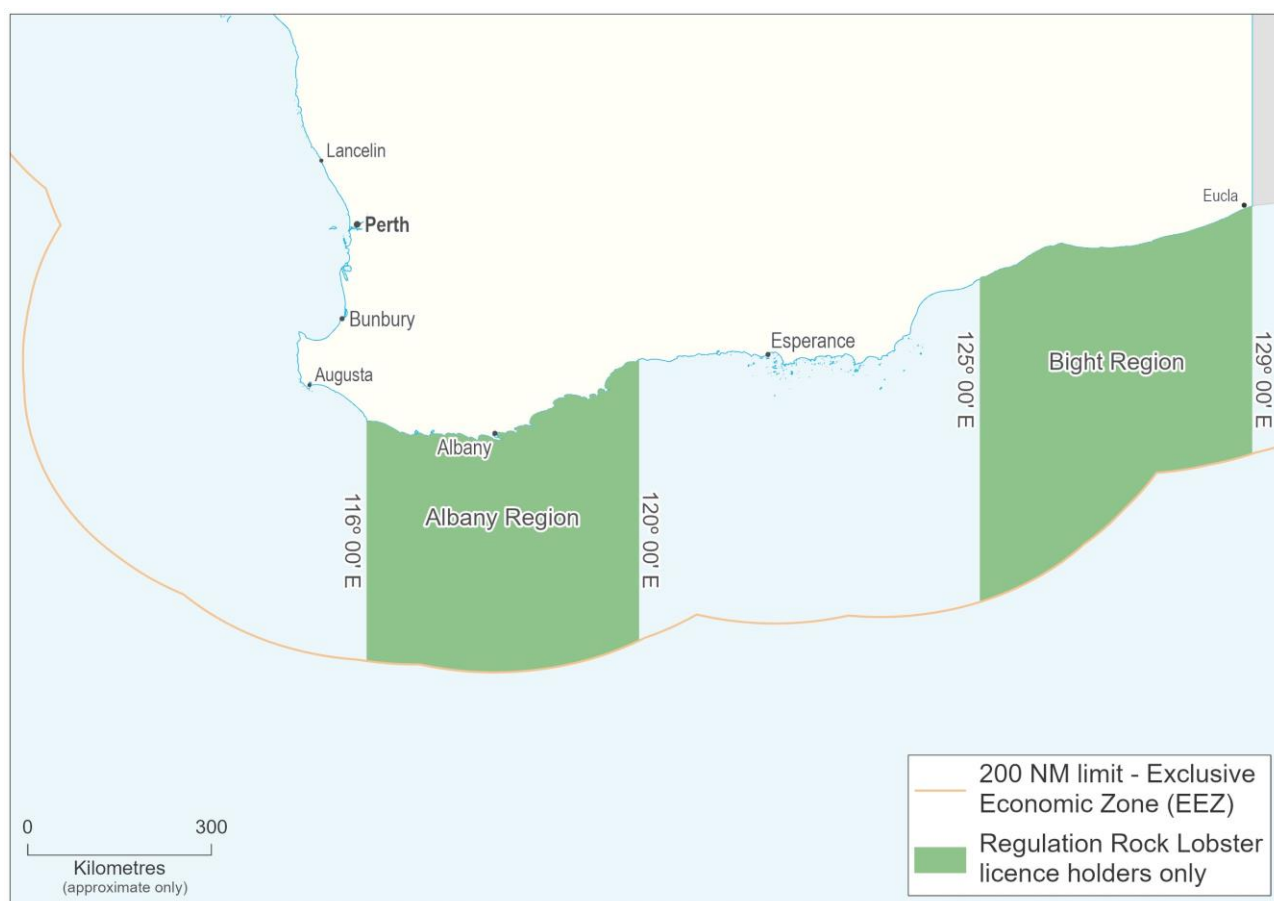 Lancelin
Perth
Bunbury
Augusta
Albany
Esperance
Eucla
Albany Region
Bight Region
116° 00' E
120° 00' E
125° 00' E
129° 00' E
0 300
Kilometres
(approximate only)
200 NM limit - Exclusive
Economic Zone (EEZ)
Regulation Rock Lobster
licence holders only